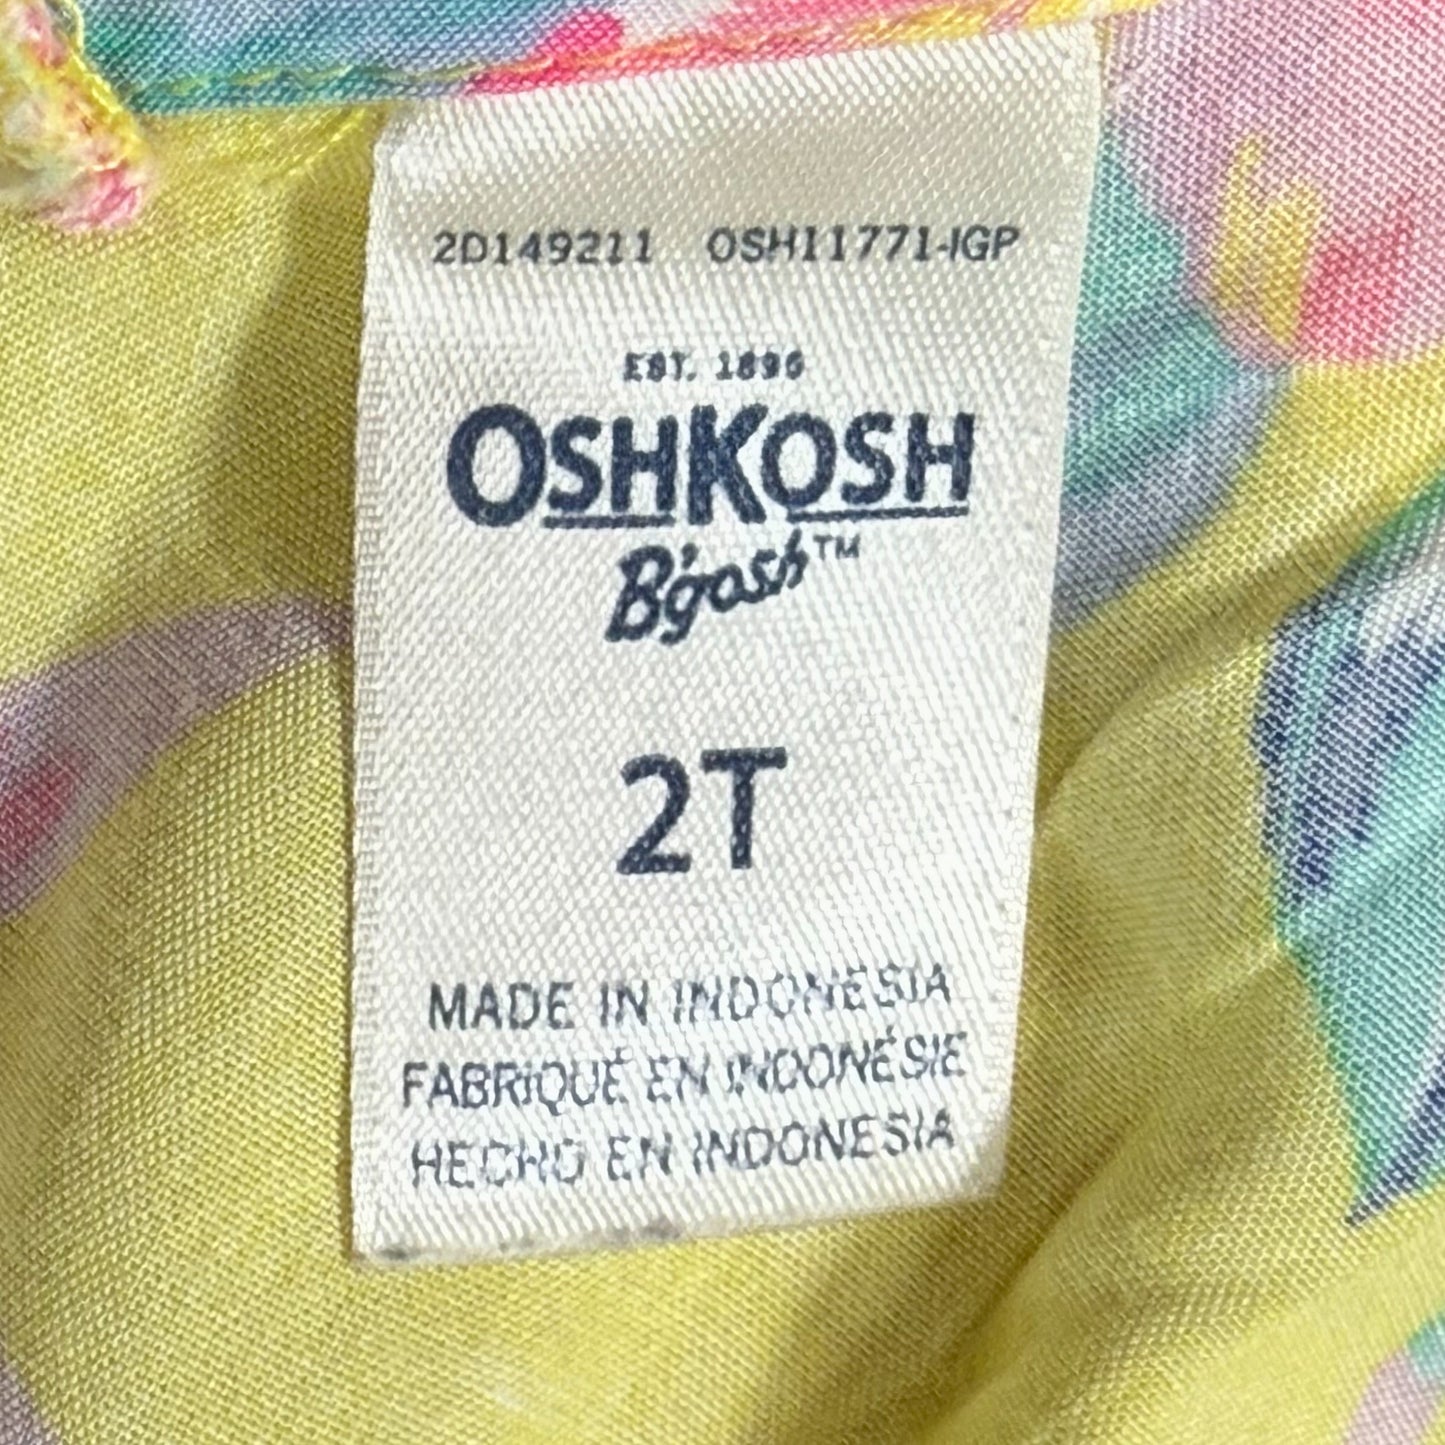 2D149211 OSH11771-IGP
EST. 1895
OSHKOSH
B'gosh™
2T
MADE IN INDONESIA
FABRIQUÉ EN INDONÉSIE
HECHO EN INDONESIA